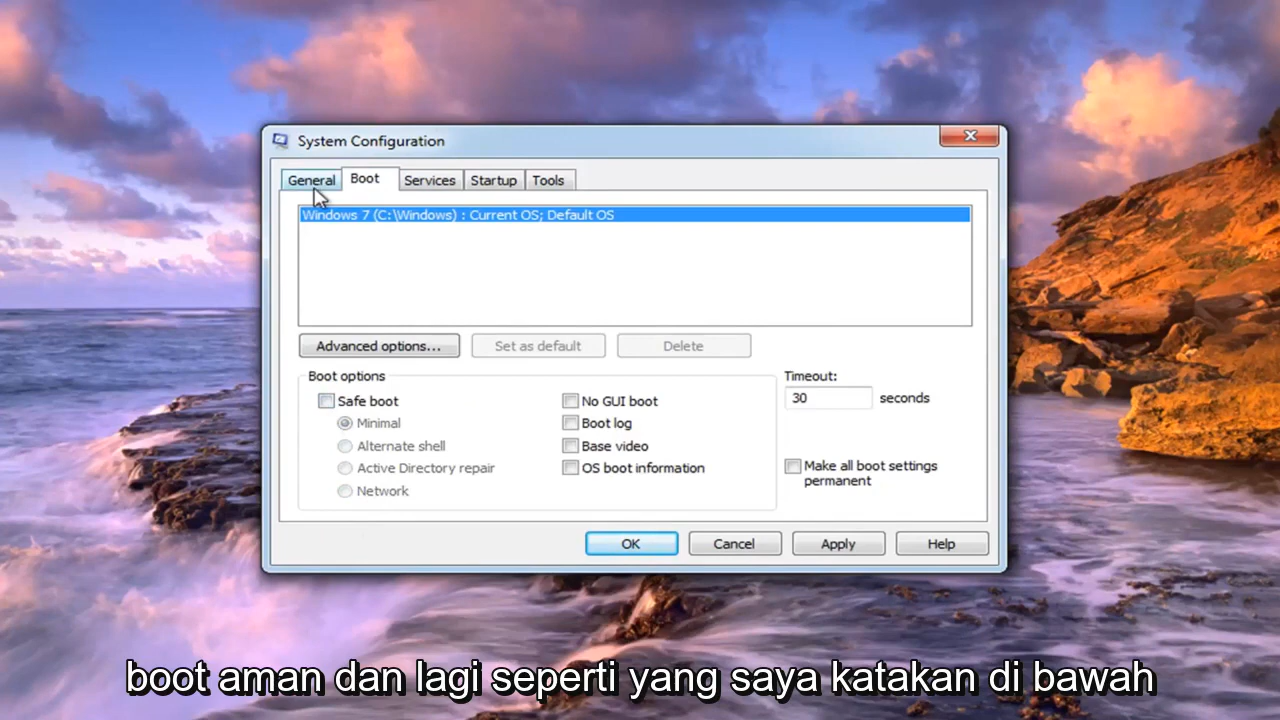 System Configuration
General Boot Services Startup Tools
Windows 7 (C:\Windows) : Current OS; Default OS
Advanced options... Set as default Delete
Boot options
Timeout:
Safe boot No GUI boot 30 seconds
Minimal Boot log
Alternate shell Base video
Active Directory repair OS boot information Make all boot settings
permanent
Network
OK Cancel Apply Help
boot aman dan lagi seperti yang saya katakan di bawah